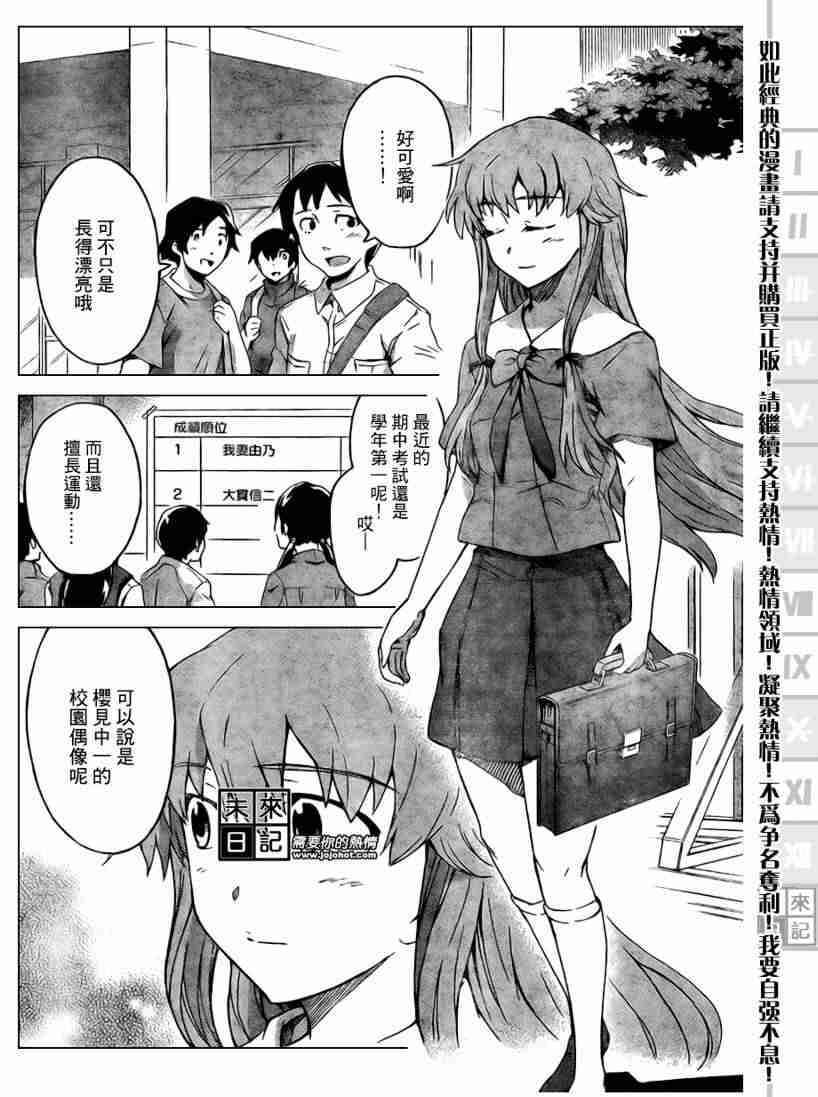 好可愛啊
……！
可不只是
長得漂亮哦
最近的
期中考試還是
學年第一呢！
哎—
成績順位
1 我妻由乃
2 大寶信二
而且還
擅長運動
……
可以說是
櫻見中一的
校園偶像呢
未來
日記
需要你的熱情
www.jojohot.com
如此經典的漫畫請支持并購買正版！請繼續支持熱情！熱情領域！凝聚熱情！不爲争名奪利！我要自强不息！
I
II
III
IV
V
VI
VII
VIII
IX
X
XI
XII
來
記